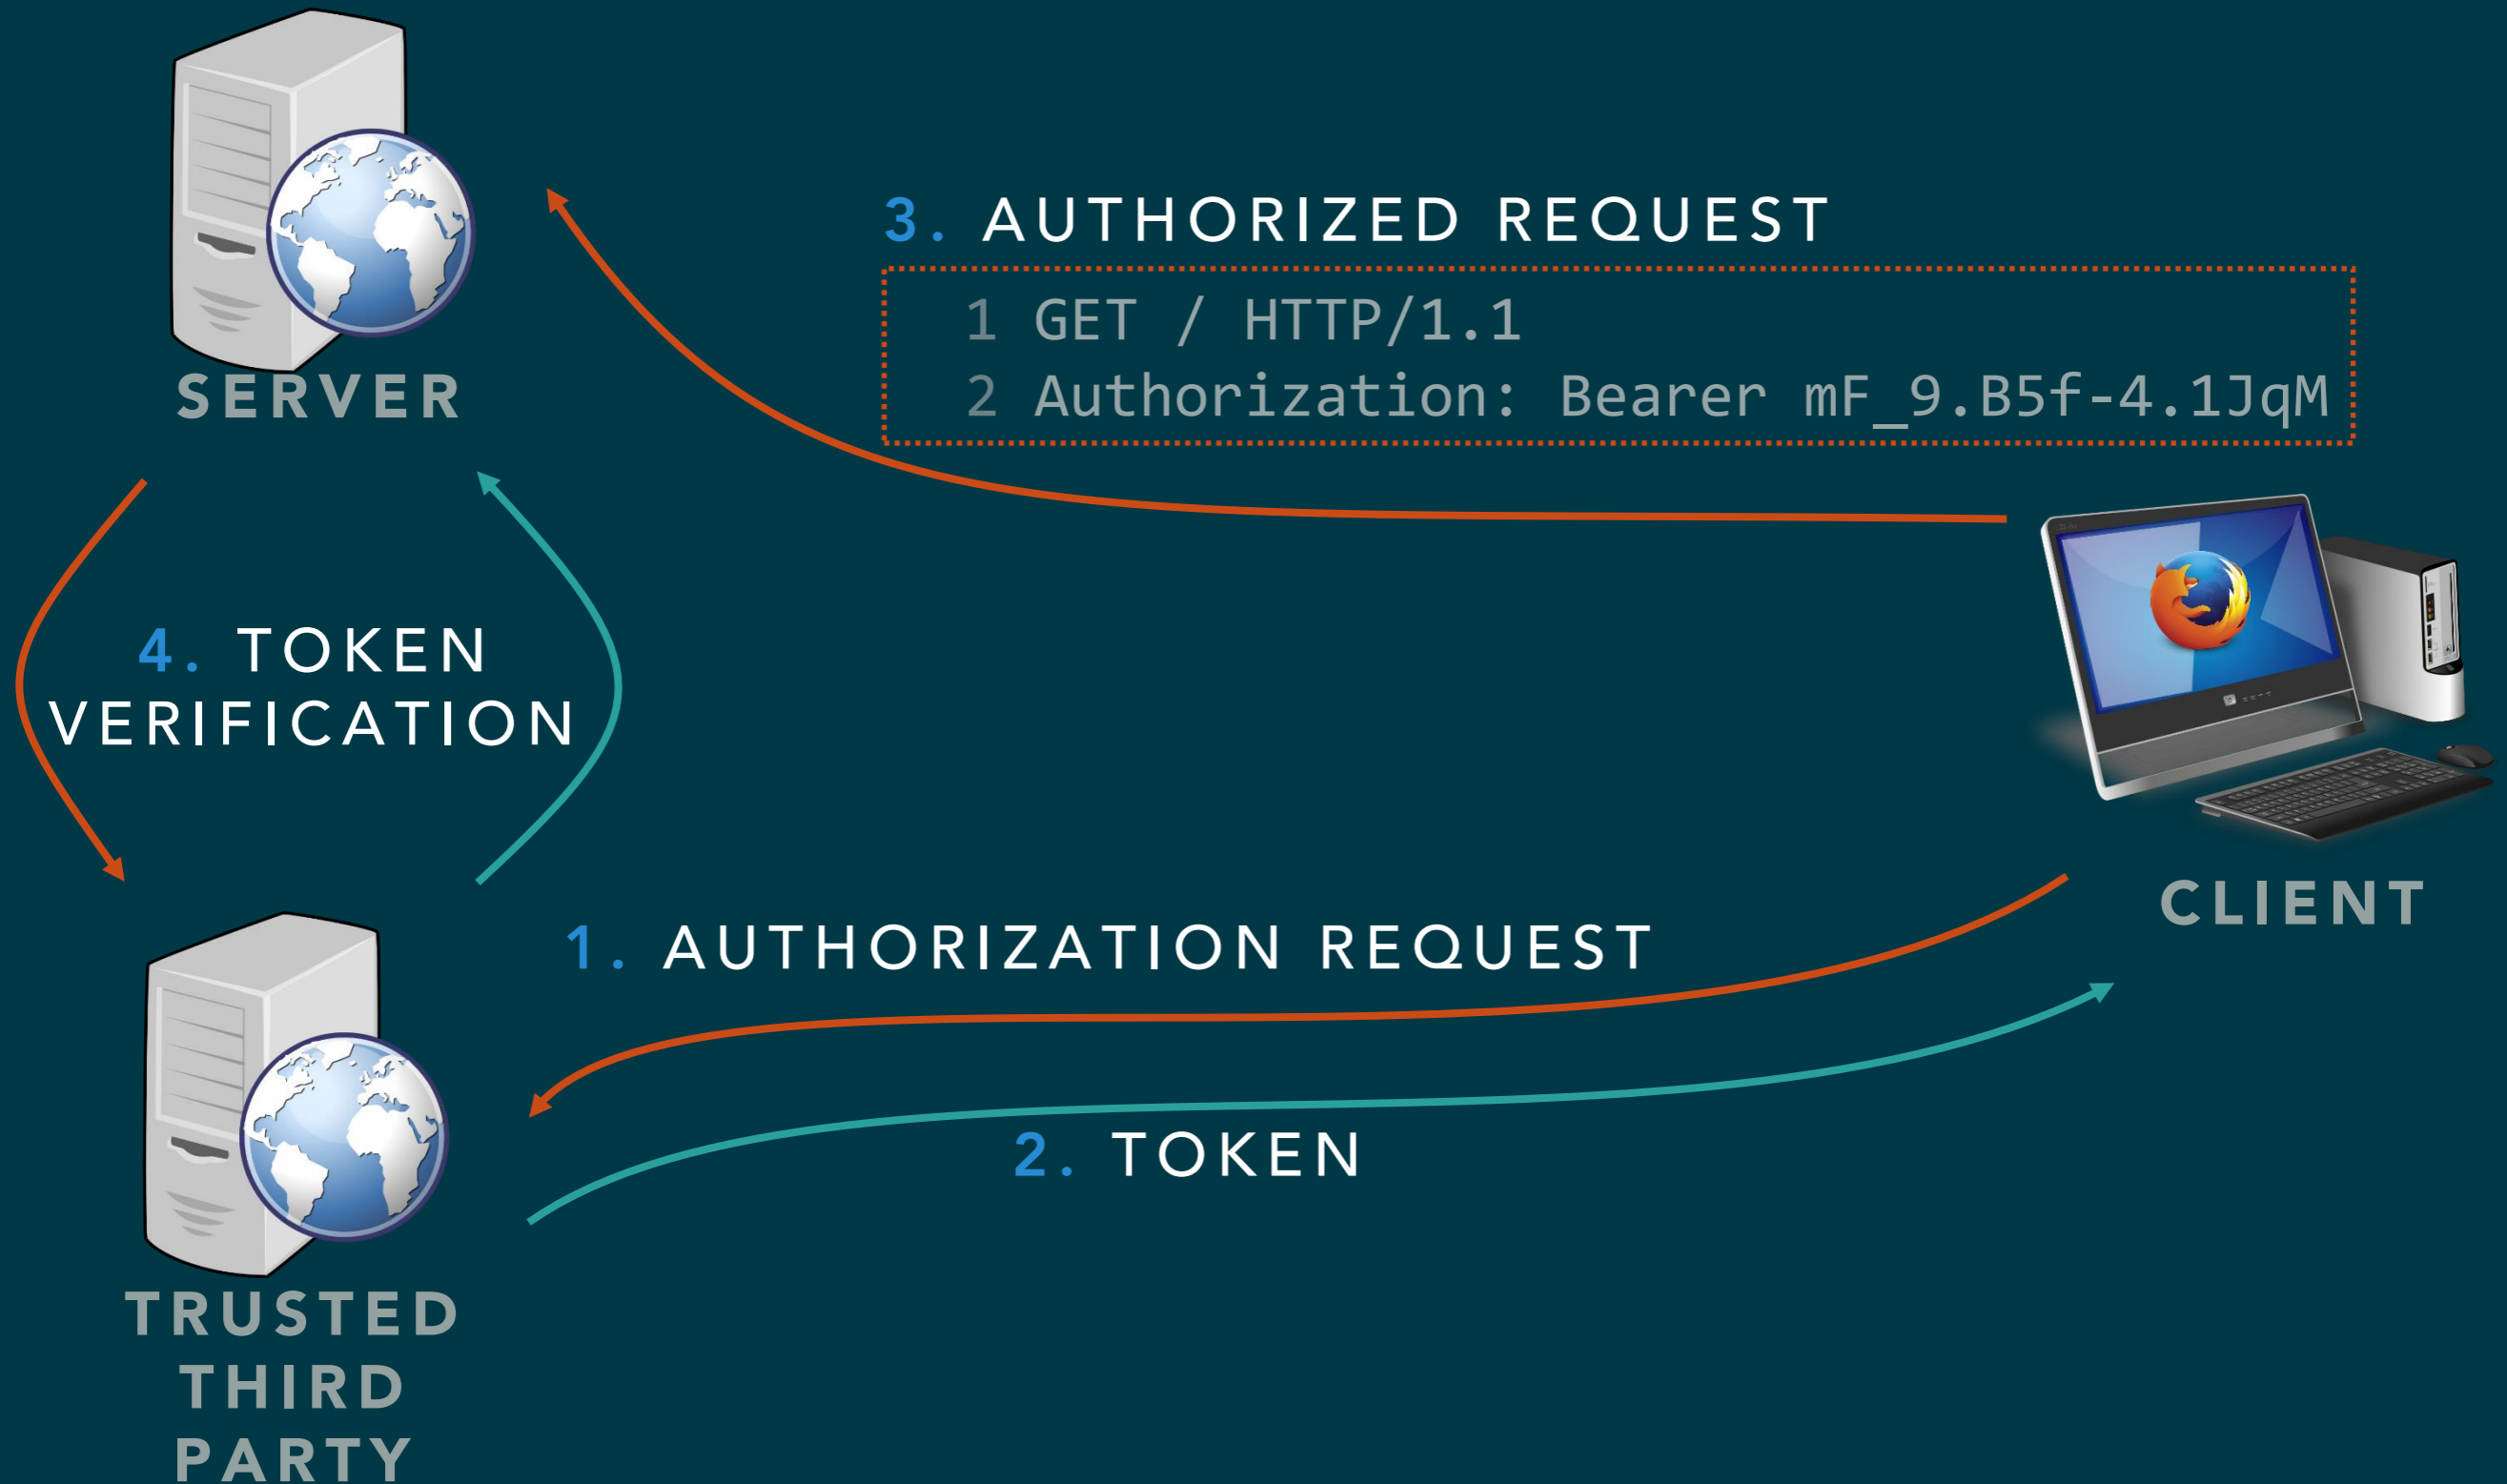 3. AUTHORIZED REQUEST
1 GET / HTTP/1.1
2 Authorization: Bearer mF_9.B5f-4.1JqM
SERVER
4. TOKEN
VERIFICATION
CLIENT
1. AUTHORIZATION REQUEST
2. TOKEN
TRUSTED
THIRD
PARTY